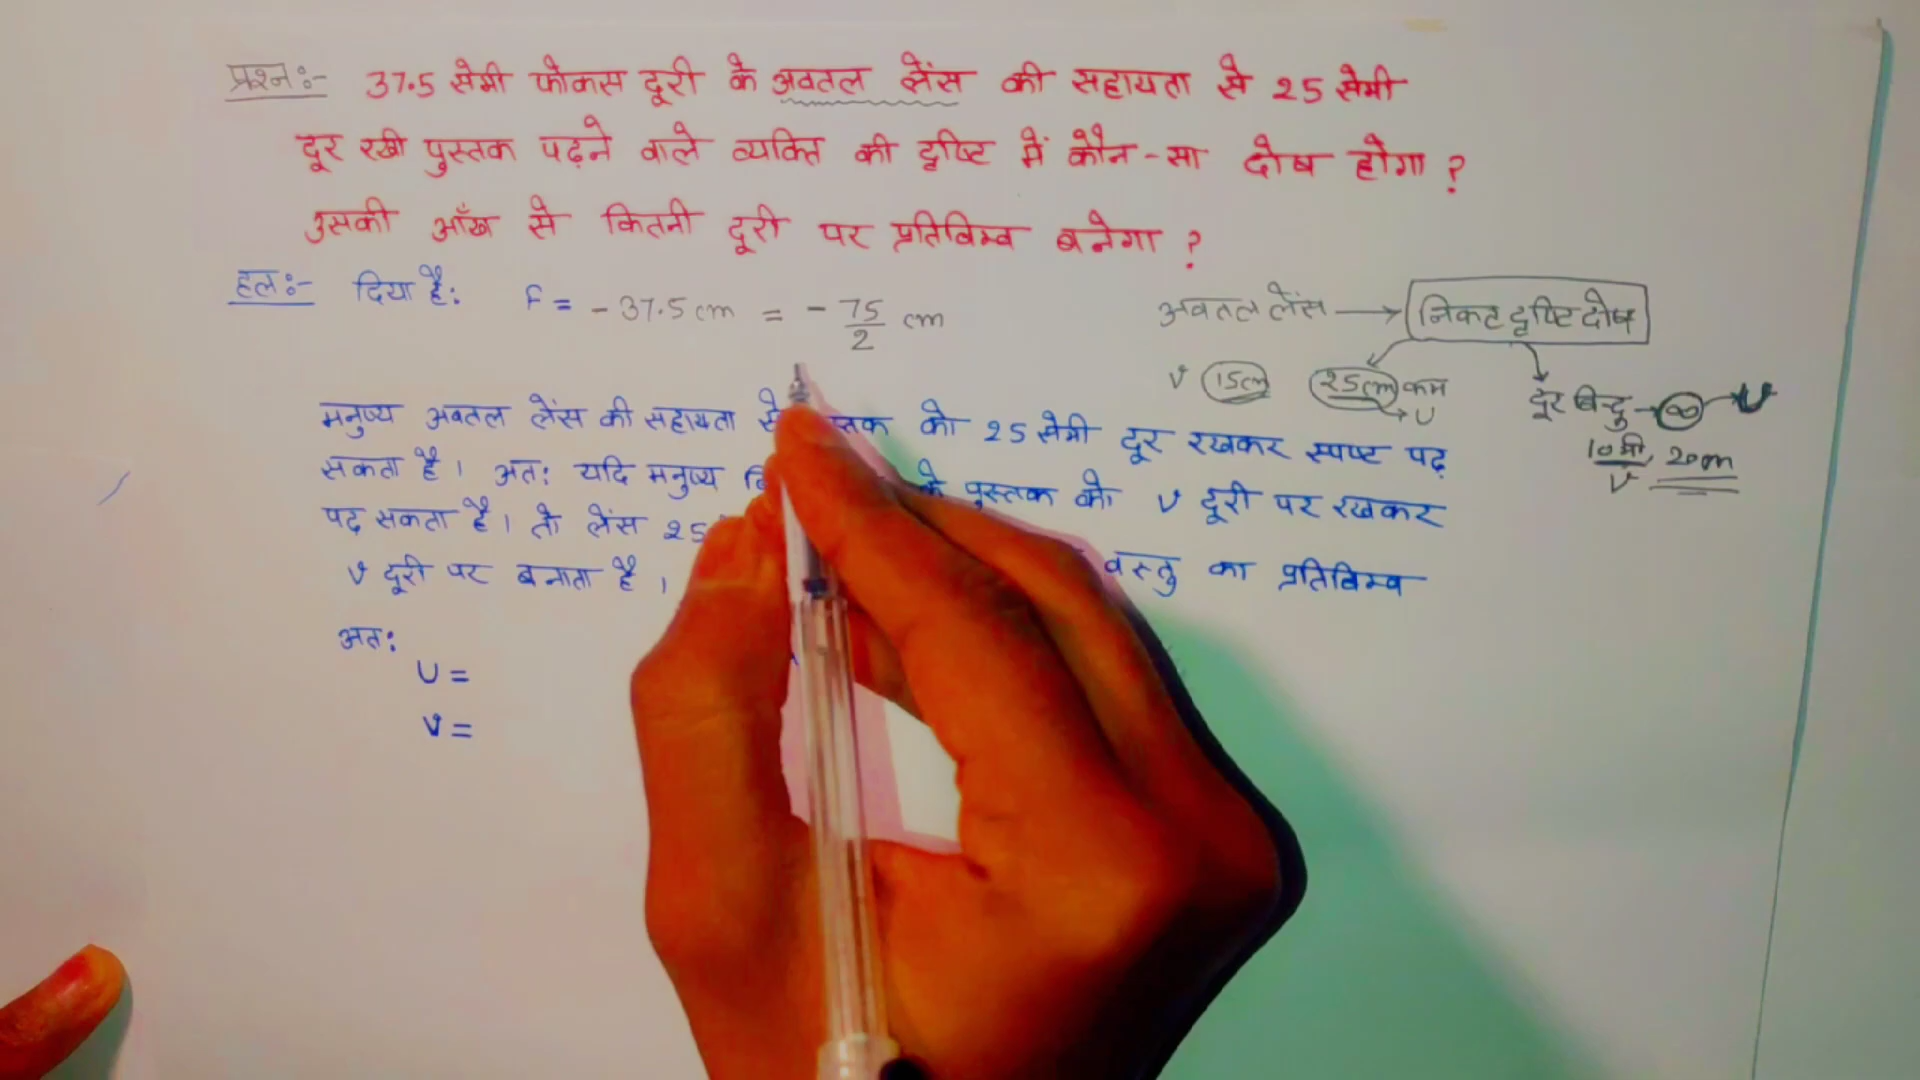 प्रश्न:- 37.5 सेमी फोकस दूरी के अवतल लेंस की सहायता से 25 सेमी
दूर रखी पुस्तक पढ़ने वाले व्यक्ति की दृष्टि में कौन-सा दोष होगा ?
उसकी आँख से कितनी दूरी पर प्रतिबिम्ब बनेगा ?
हल:- दिया है: F = - 37.5 cm = - 75/2 cm
अवतल लेंस → निकट दृष्टि दोष
v 15cm 25cm कम
→ U
दूर बिन्दु → ∞ → U
10मी, 20m
v
मनुष्य अवतल लेंस की सहायता से को 25 सेमी दूर रखकर स्पष्ट पढ़
सकता है। अत: यदि मनुष्य के पुस्तक को v दूरी पर रखकर
पढ़ सकता है। तो लेंस 25 वस्तु का प्रतिबिम्ब
v दूरी पर बनाता है।
अत:
U =
v =